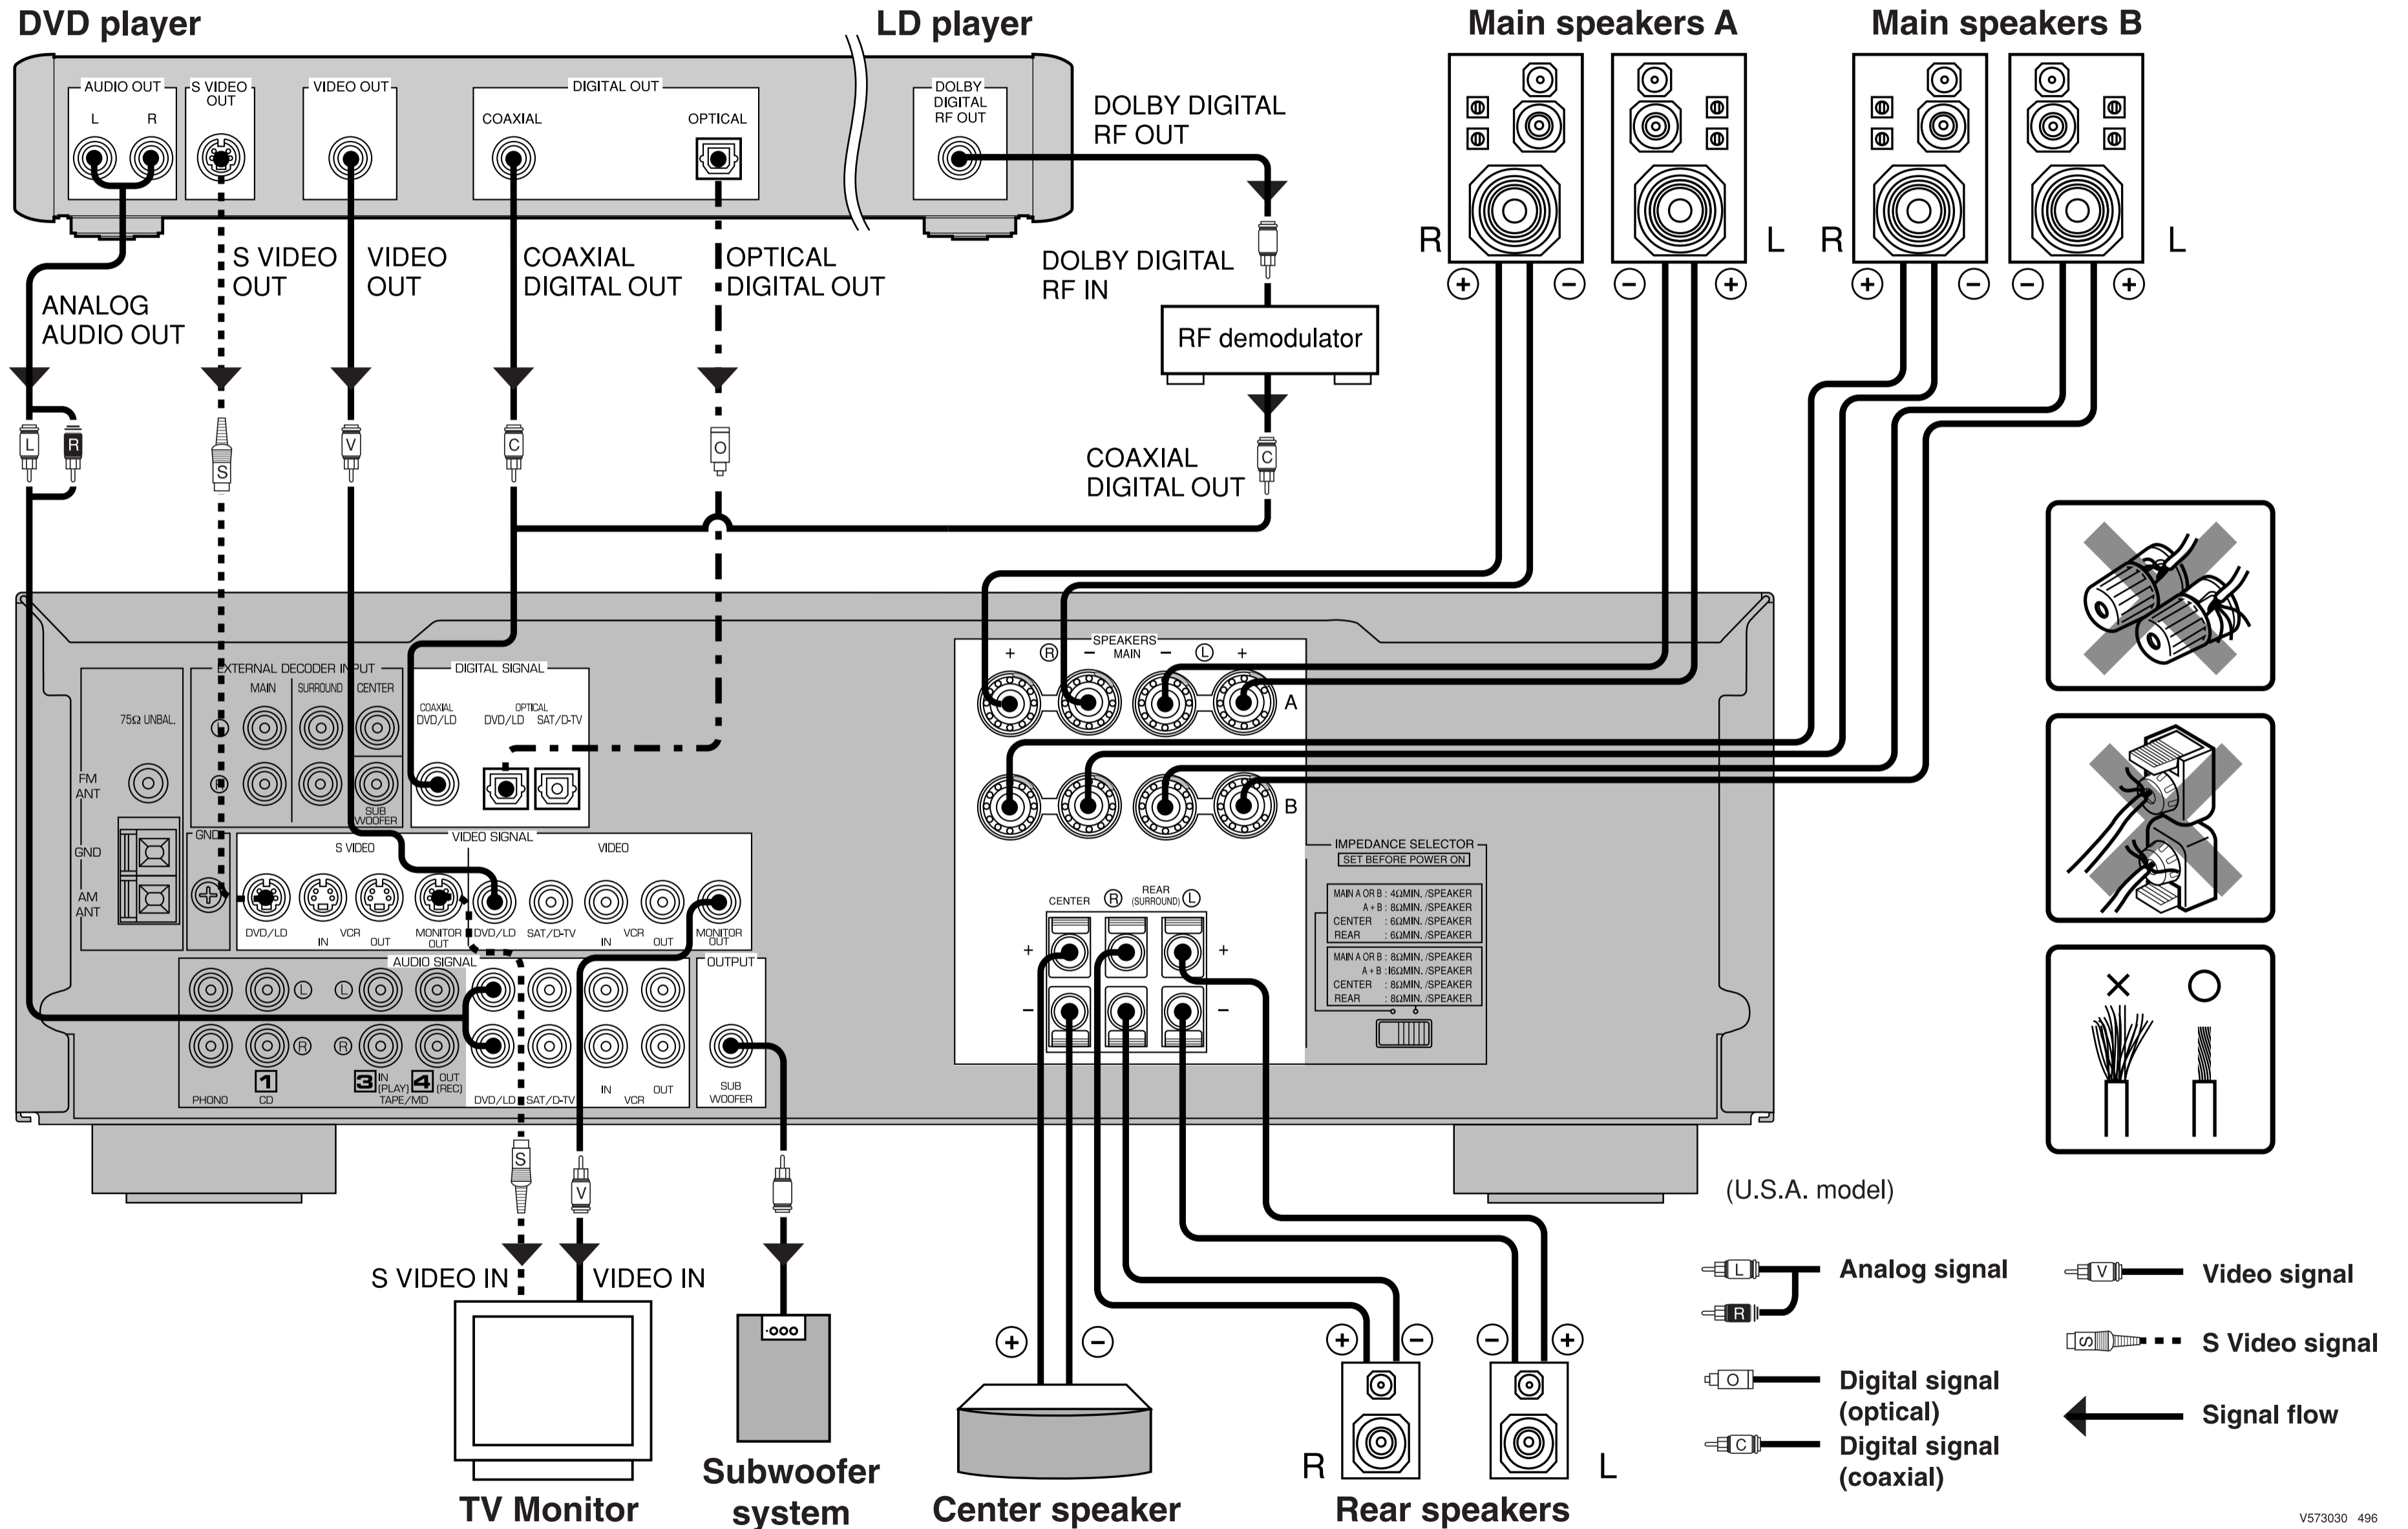 DVD player
LD player
Main speakers A
Main speakers B
AUDIO OUT
L R
S VIDEO
OUT
VIDEO OUT
DIGITAL OUT
COAXIAL
OPTICAL
DOLBY
DIGITAL
RF OUT
DOLBY DIGITAL
RF OUT
R L
R L
+ − − +
+ − − +
ANALOG
AUDIO OUT
S VIDEO
OUT
VIDEO
OUT
COAXIAL
DIGITAL OUT
OPTICAL
DIGITAL OUT
DOLBY DIGITAL
RF IN
RF demodulator
L R
S
V
C
O
C
COAXIAL
DIGITAL OUT
75Ω UNBAL.
FM
ANT
GND
AM
ANT
GND
EXTERNAL DECODER INPUT
MAIN
SURROUND
CENTER
L
R
SUB
WOOFER
DIGITAL SIGNAL
COAXIAL
DVD/LD
OPTICAL
DVD/LD SAT/D-TV
VIDEO SIGNAL
S VIDEO
VIDEO
DVD/LD
IN
VCR
OUT
MONITOR
OUT
DVD/LD
SAT/D-TV
IN
VCR
OUT
MONITOR
OUT
AUDIO SIGNAL
L L
R R
PHONO
1
CD
3 IN
(PLAY)
4 OUT
(REC)
TAPE/MD
DVD/LD
SAT/D-TV
IN
VCR
OUT
OUTPUT
SUB
WOOFER
SPEAKERS
MAIN
+ R − − L +
A
B
CENTER
R
REAR
(SURROUND)
L
+ +
− −
IMPEDANCE SELECTOR
SET BEFORE POWER ON
MAIN A OR B : 4ΩMIN. /SPEAKER
A + B : 8ΩMIN. /SPEAKER
CENTER : 6ΩMIN. /SPEAKER
REAR : 6ΩMIN. /SPEAKER
MAIN A OR B : 8ΩMIN. /SPEAKER
A + B :16ΩMIN. /SPEAKER
CENTER : 8ΩMIN. /SPEAKER
REAR : 8ΩMIN. /SPEAKER
S
V
S VIDEO IN
VIDEO IN
TV Monitor
Subwoofer
system
+ −
Center speaker
+ − − +
R L
Rear speakers
(U.S.A. model)
L
R
Analog signal
O
Digital signal
(optical)
C
Digital signal
(coaxial)
V
Video signal
S
S Video signal
Signal flow
V573030 496